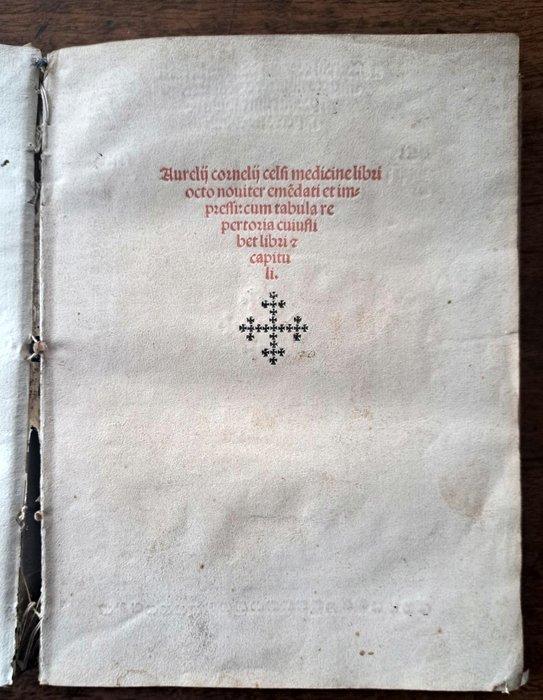 Aurelij cornelij celsi medicine libri
octo noviter emēdati et im-
pressi: cum tabula re
pertoria cuiusli
bet libri ⁊
capitu
li.